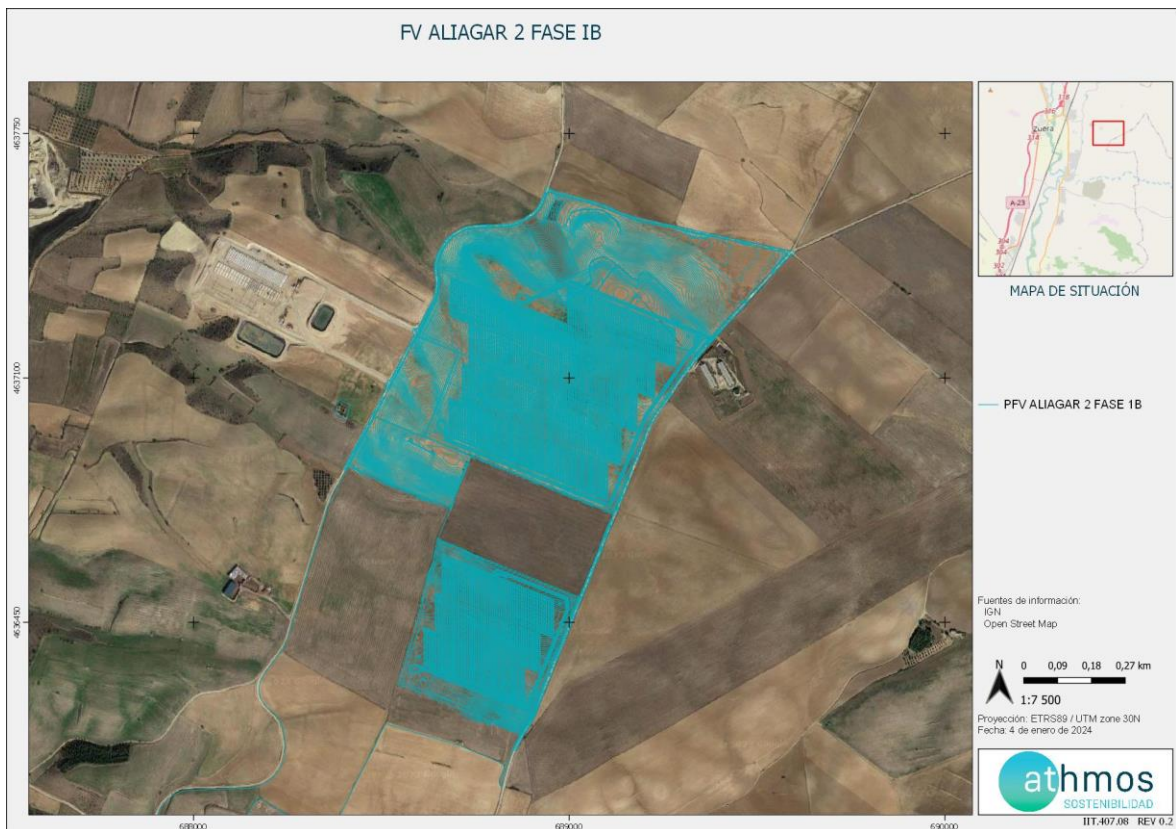 FV ALIAGAR 2 FASE IB
4637750
4637100
4636450
688000
689000
690000
Zuera
A-23
MAPA DE SITUACIÓN
PFV ALIAGAR 2 FASE 1B
Fuentes de información:
IGN
Open Street Map
N
0 0,09 0,18 0,27 km
1:7 500
Proyección: ETRS89 / UTM zone 30N
Fecha: 4 de enero de 2024
athmos
SOSTENIBILIDAD
IIT.407.08 REV 0.2